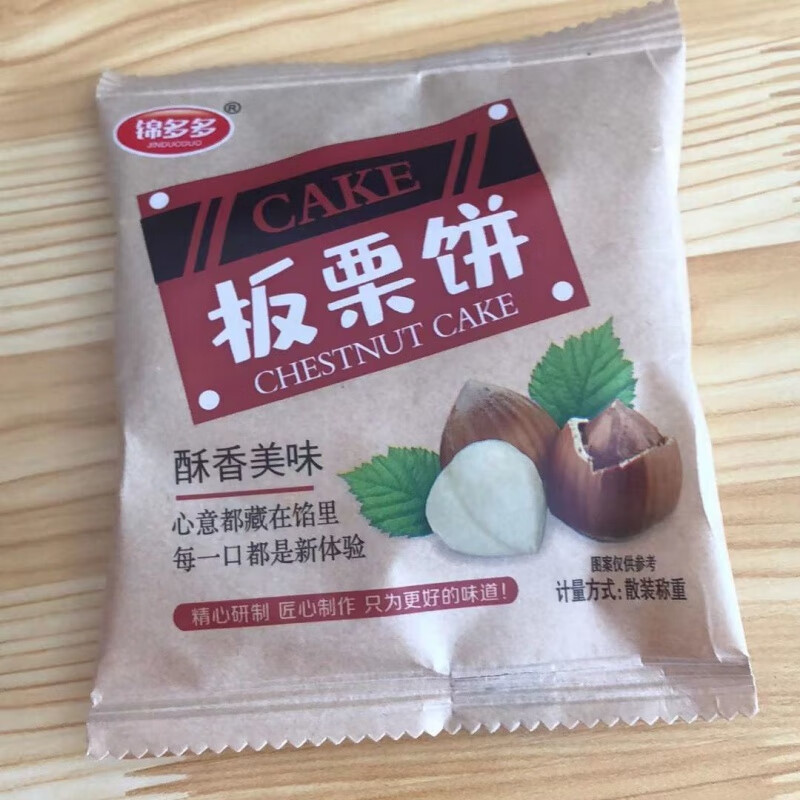 锦多多®
JINDUODUO
CAKE
板栗饼
CHESTNUT CAKE
酥香美味
心意都藏在馅里
每一口都是新体验
精心研制 匠心制作 只为更好的味道!
图案仅供参考
计量方式:散装称重